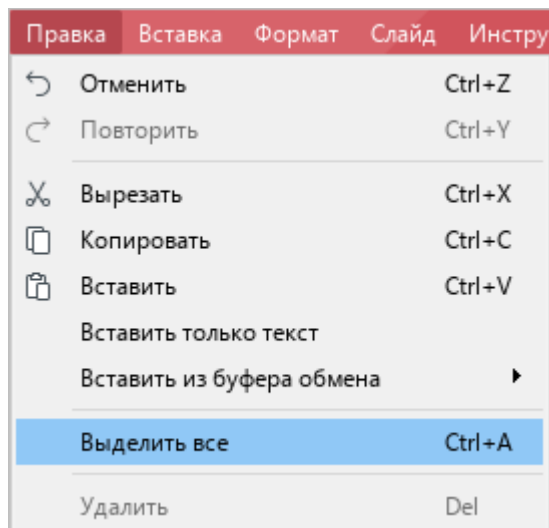 Правка Вставка Формат Слайд Инстру
Отменить Ctrl+Z
Повторить Ctrl+Y
Вырезать Ctrl+X
Копировать Ctrl+C
Вставить Ctrl+V
Вставить только текст
Вставить из буфера обмена
Выделить все Ctrl+A
Удалить Del